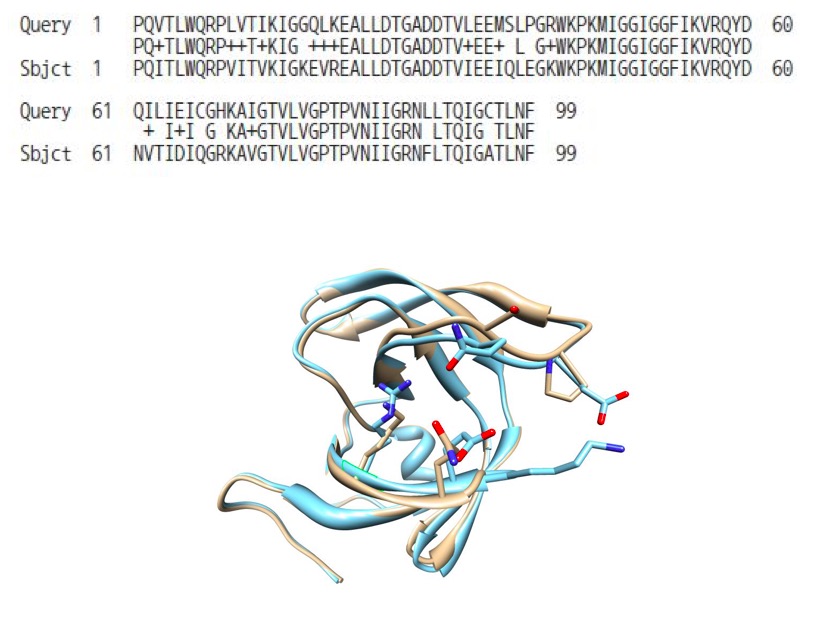 Query 1 PQVTLWQRPLVTIKIGGQLKEALLDTGADDTVLEEMSLPGRWKPKMIGGIGGFIKVRQYD 60
PQ+TLWQRP++T+KIG +++EALLDTGADDTV+EE+ L G+WKPKMIGGIGGFIKVRQYD
Sbjct 1 PQITLWQRPVITVKIGKEVREALLDTGADDTVIEEIQLEGKWKPKMIGGIGGFIKVRQYD 60
Query 61 QILIEICGHKAIGTVLVGPTPVNIIGRNLLTQIGCTLNF 99
+ I+I G KA+GTVLVGPTPVNIIGRN LTQIG TLNF
Sbjct 61 NVTIDIQGRKAVGTVLVGPTPVNIIGRNFLTQIGATLNF 99